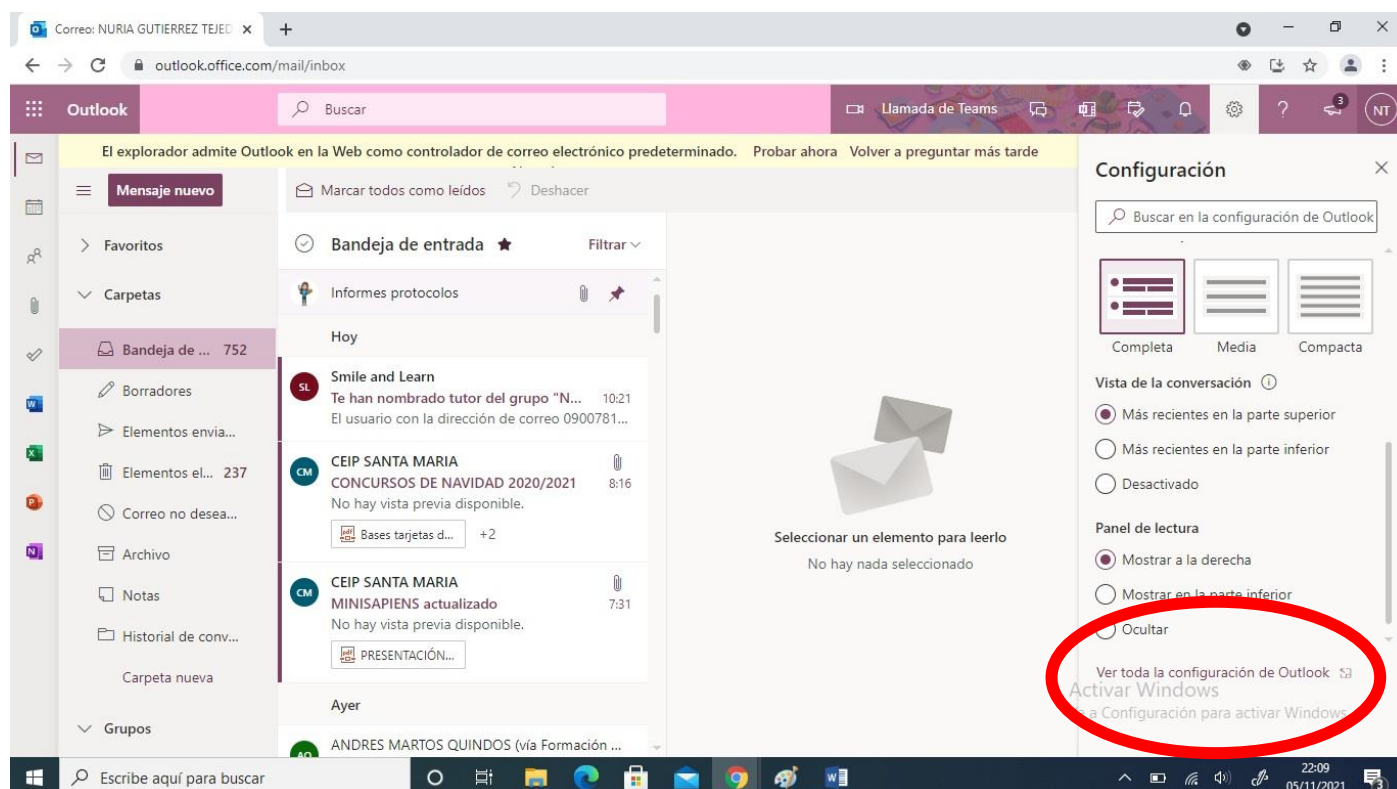 Correo: NURIA GUTIERREZ TEJED
outlook.office.com/mail/inbox
Outlook
Buscar
Llamada de Teams
3
NT
El explorador admite Outlook en la Web como controlador de correo electrónico predeterminado. Probar ahora Volver a preguntar más tarde
Mensaje nuevo
Marcar todos como leídos
Deshacer
Favoritos
Carpetas
Bandeja de ... 752
Borradores
Elementos envia...
Elementos el... 237
Correo no desea...
Archivo
Notas
Historial de conv...
Carpeta nueva
Grupos
Bandeja de entrada
Filtrar
Informes protocolos
Hoy
SL
Smile and Learn
Te han nombrado tutor del grupo "N... 10:21
El usuario con la dirección de correo 0900781...
CM
CEIP SANTA MARIA
CONCURSOS DE NAVIDAD 2020/2021 8:16
No hay vista previa disponible.
Bases tarjetas d... +2
CM
CEIP SANTA MARIA
MINISAPIENS actualizado 7:31
No hay vista previa disponible.
PRESENTACIÓN...
Ayer
ANDRES MARTOS QUINDOS (vía Formación ...
Seleccionar un elemento para leerlo
No hay nada seleccionado
Configuración
Buscar en la configuración de Outlook
Completa Media Compacta
Vista de la conversación
Más recientes en la parte superior
Más recientes en la parte inferior
Desactivado
Panel de lectura
Mostrar a la derecha
Mostrar en la parte inferior
Ocultar
Ver toda la configuración de Outlook
Activar Windows
a Configuración para activar Windows
Escribe aquí para buscar
22:09
05/11/2021
3